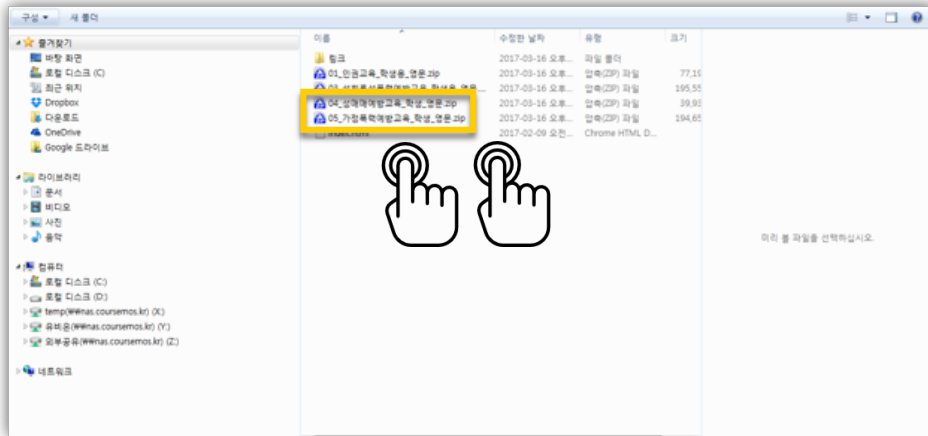 구성 새 폴더
즐겨찾기
바탕 화면
로컬 디스크 (C)
최근 위치
Dropbox
다운로드
OneDrive
Google 드라이브
라이브러리
문서
비디오
사진
음악
컴퓨터
로컬 디스크 (C:)
로컬 디스크 (D:)
temp(₩₩nas.coursemos.kr) (X:)
유비온(₩₩nas.coursemos.kr) (Y:)
외부공유(₩₩nas.coursemos.kr) (Z:)
네트워크
이름 수정한 날짜 유형 크기
링크 2017-03-16 오후... 파일 폴더
01_인권교육_학생용_영문.zip 2017-03-16 오후... 압축(ZIP) 파일 77,19
2017-03-16 오후... 압축(ZIP) 파일 195,55
04_성매매예방교육_학생_영문.zip 2017-03-16 오후... 압축(ZIP) 파일 39,93
05_가정폭력예방교육_학생_영문.zip 2017-03-16 오후... 압축(ZIP) 파일 194,65
2017-02-09 오전... Chrome HTML D...
미리 볼 파일을 선택하십시오.